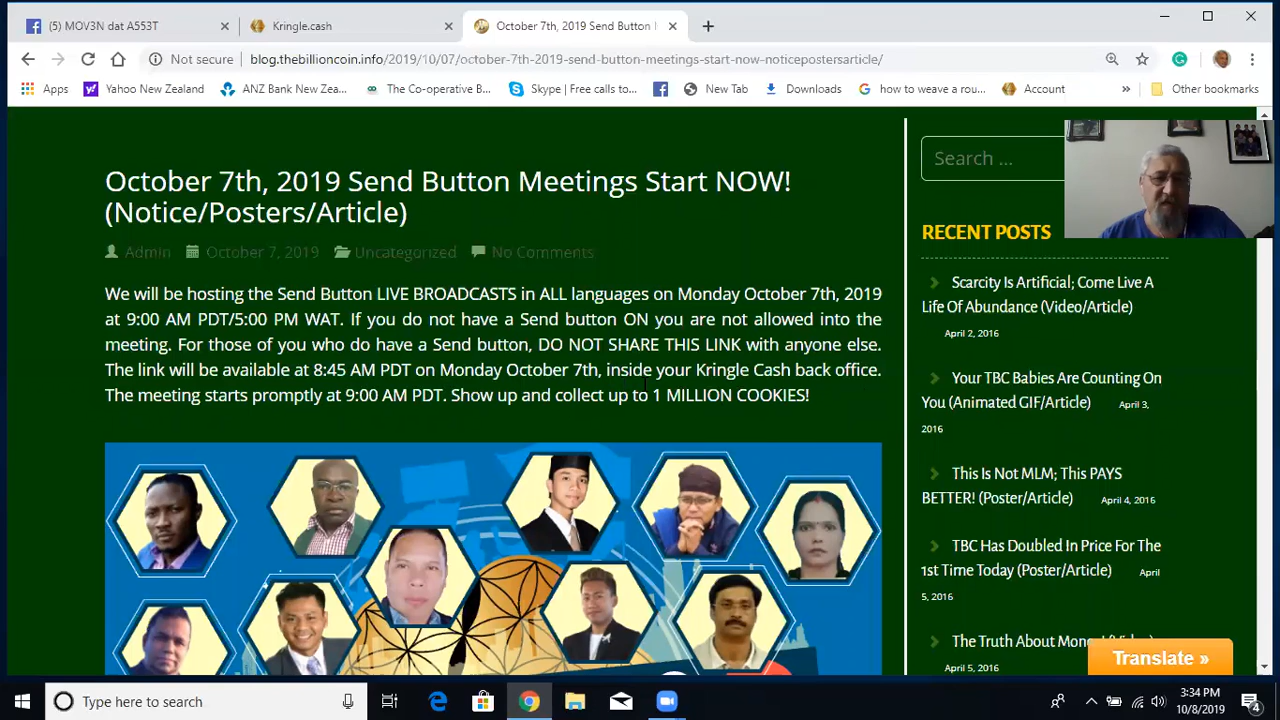 (5) MOV3N dat A553T
Kringle.cash
October 7th, 2019 Send Button
Not secure
blog.thebillioncoin.info/2019/10/07/october-7th-2019-send-button-meetings-start-now-noticepostersarticle/
Apps
Yahoo New Zealand
ANZ Bank New Zea...
The Co-operative B...
Skype | Free calls to...
New Tab
Downloads
how to weave a rou...
Account
»
Other bookmarks
October 7th, 2019 Send Button Meetings Start NOW!
(Notice/Posters/Article)
Admin October 7, 2019 Uncategorized No Comments
We will be hosting the Send Button LIVE BROADCASTS in ALL languages on Monday October 7th, 2019
at 9:00 AM PDT/5:00 PM WAT. If you do not have a Send button ON you are not allowed into the
meeting. For those of you who do have a Send button, DO NOT SHARE THIS LINK with anyone else.
The link will be available at 8:45 AM PDT on Monday October 7th, inside your Kringle Cash back office.
The meeting starts promptly at 9:00 AM PDT. Show up and collect up to 1 MILLION COOKIES!
Search ...
RECENT POSTS
Scarcity Is Artificial; Come Live A
Life Of Abundance (Video/Article)
April 2, 2016
Your TBC Babies Are Counting On
You (Animated GIF/Article) April 3,
2016
This Is Not MLM; This PAYS
BETTER! (Poster/Article) April 4, 2016
TBC Has Doubled In Price For The
1st Time Today (Poster/Article) April
5, 2016
The Truth About Money! (Video)
April 5, 2016
Translate »
Type here to search
3:34 PM
10/8/2019
4